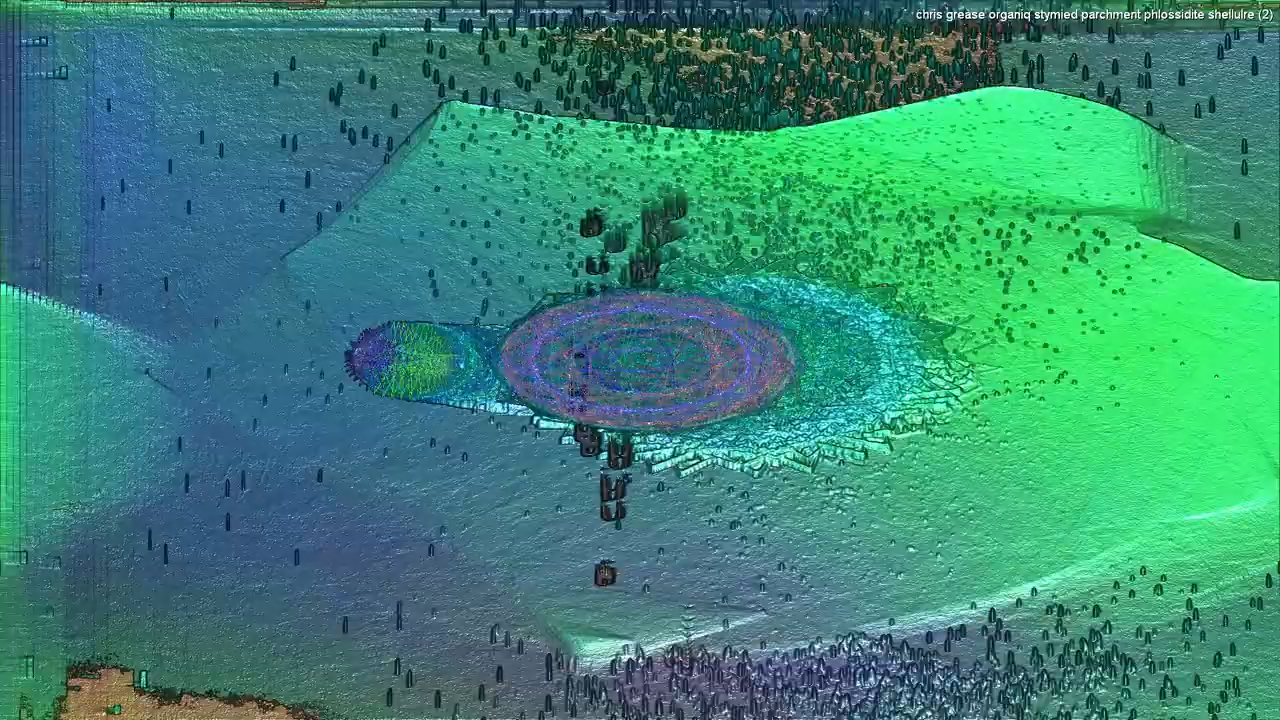 chris grease organiq stymied parchment phlossidite shellulre (2)